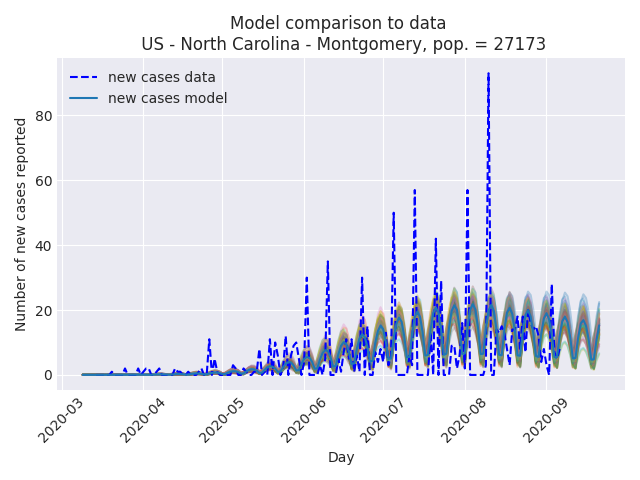 Model comparison to data
US - North Carolina - Montgomery, pop. = 27173
new cases data
new cases model
Number of new cases reported
80
60
40
20
0
2020-03
2020-04
2020-05
2020-06
2020-07
2020-08
2020-09
Day